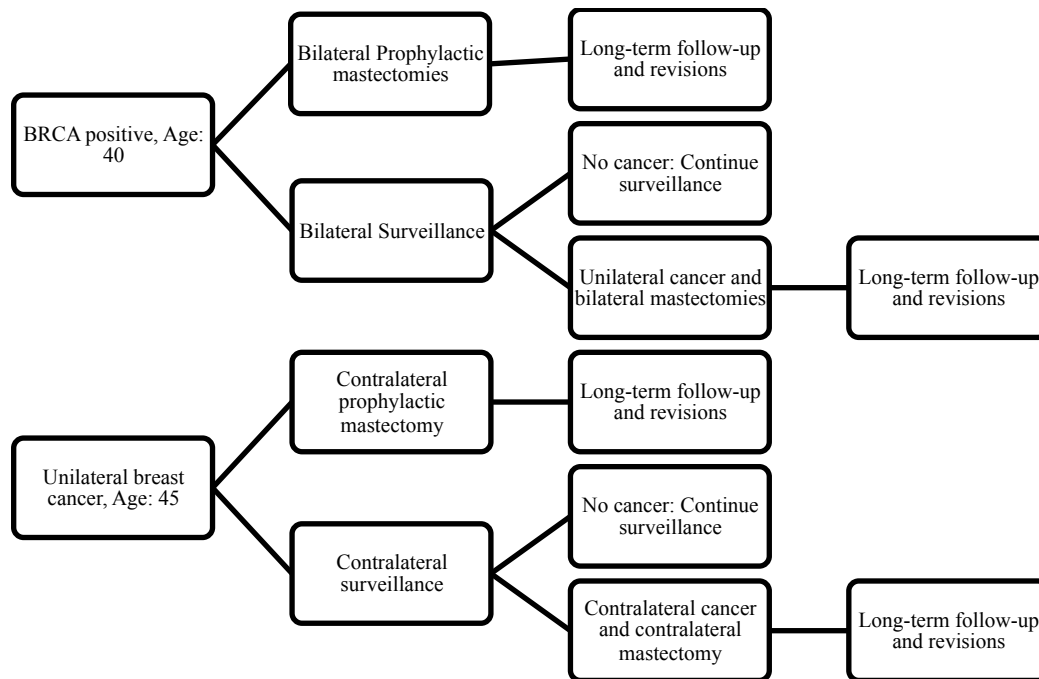 BRCA positive, Age:
40
Bilateral Prophylactic
mastectomies
Long-term follow-up
and revisions
Bilateral Surveillance
No cancer: Continue
surveillance
Unilateral cancer and
bilateral mastectomies
Long-term follow-up
and revisions
Unilateral breast
cancer, Age: 45
Contralateral
prophylactic
mastectomy
Long-term follow-up
and revisions
Contralateral
surveillance
No cancer: Continue
surveillance
Contralateral cancer
and contralateral
mastectomy
Long-term follow-up
and revisions